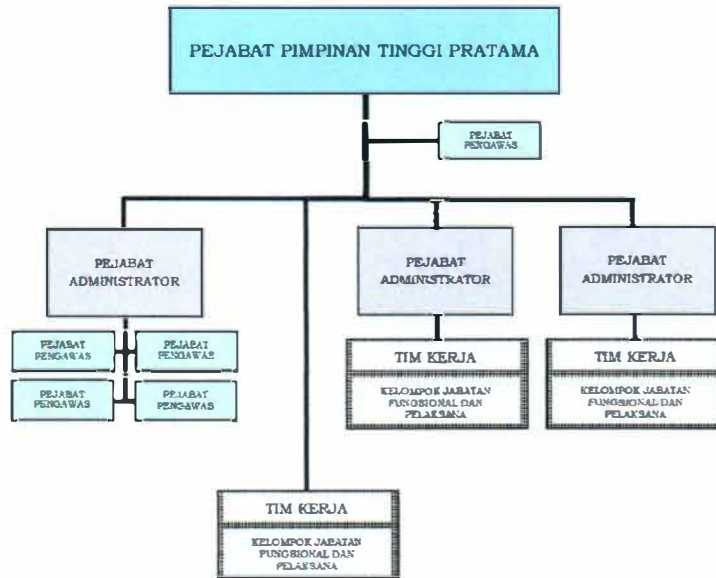 PEJABAT PIMPINAN TINGGI PRATAMA
PEJABAT
PENGAWAS
PEJABAT
ADMINISTRATOR
PEJABAT
ADMINISTRATOR
PEJABAT
ADMINISTRATOR
PEJABAT
PENGAWAS
PEJABAT
PENGAWAS
PEJABAT
PENGAWAS
PEJABAT
PENGAWAS
TIM KERJA
KELOMPOK JABATAN
FUNGSIONAL DAN
PELAKSANA
TIM KERJA
KELOMPOK JABATAN
FUNGSIONAL DAN
PELAKSANA
TIM KERJA
KELOMPOK JABATAN
FUNGSIONAL DAN
PELAKSANA